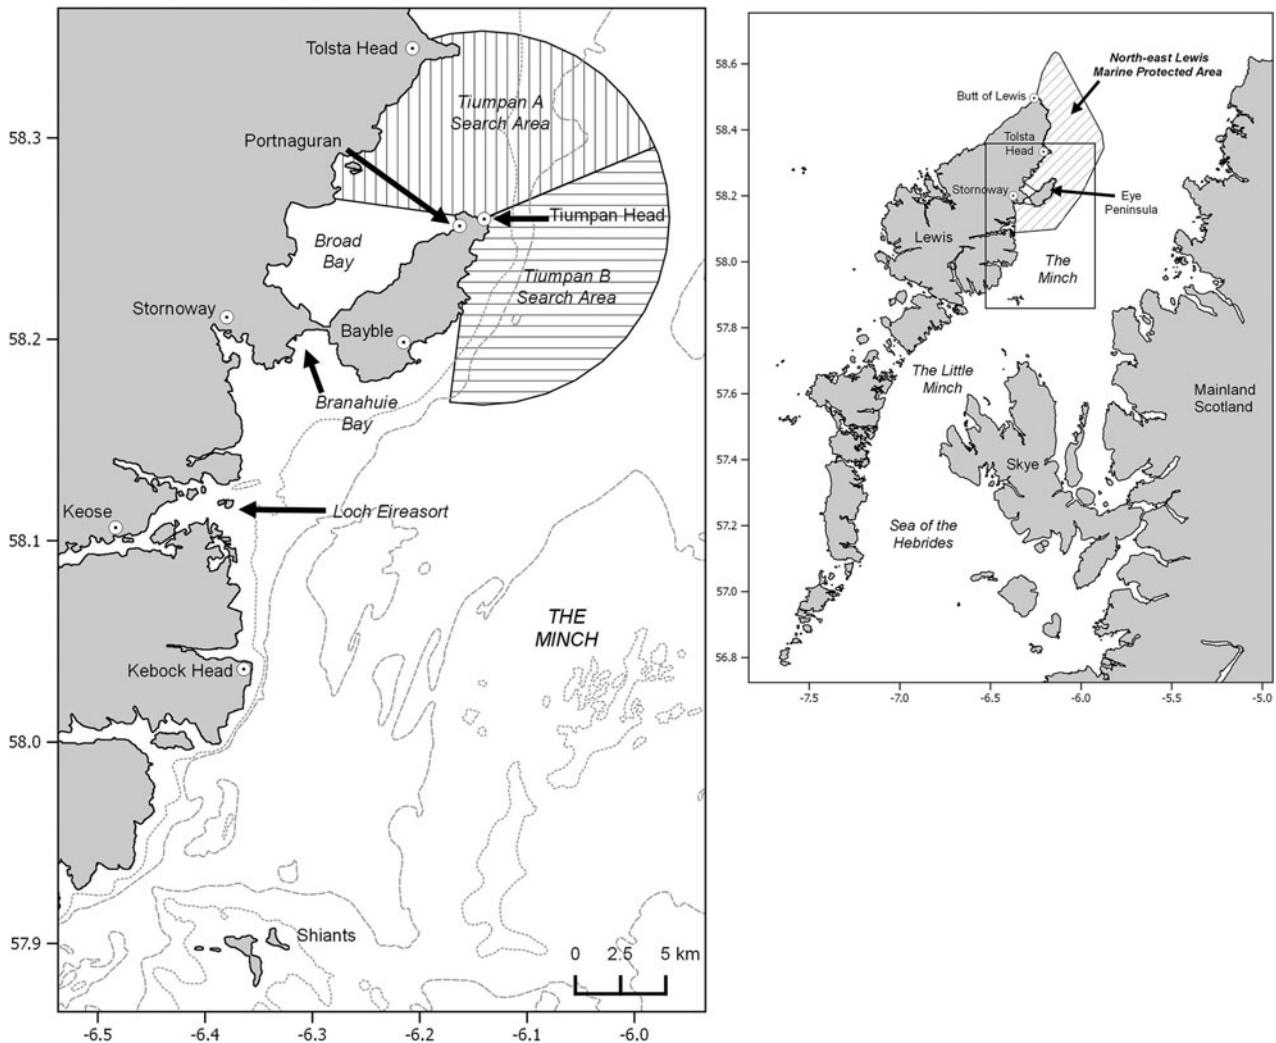 Tolsta Head
Tiumpan A
Search Area
58.3
Portnaguran
Tiumpan Head
Broad
Bay
Tiumpan B
Search Area
Stornoway
Bayble
58.2
Branahuie
Bay
Keose
Loch Eireasort
58.1
THE
MINCH
Kebock Head
58.0
Shiants
57.9
0 2.5 5 km
-6.5 -6.4 -6.3 -6.2 -6.1 -6.0
North-east Lewis
Marine Protected Area
58.6
Butt of Lewis
58.4
Tolsta
Head
Stornoway
58.2
Eye
Peninsula
Lewis
The
Minch
58.0
57.8
The Little
Minch
57.6
Mainland
Scotland
57.4
Skye
57.2
Sea of the
Hebrides
57.0
56.8
-7.5 -7.0 -6.5 -6.0 -5.5 -5.0